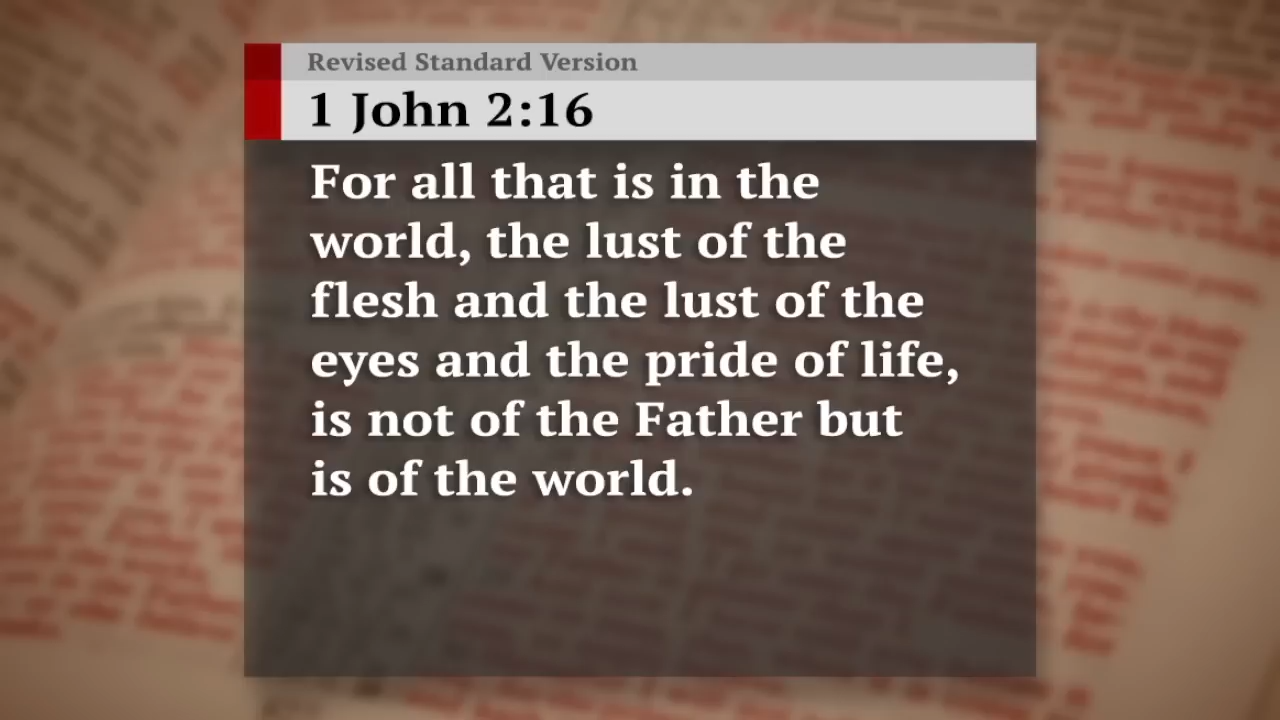 Revised Standard Version
1 John 2:16
For all that is in the
world, the lust of the
flesh and the lust of the
eyes and the pride of life,
is not of the Father but
is of the world.